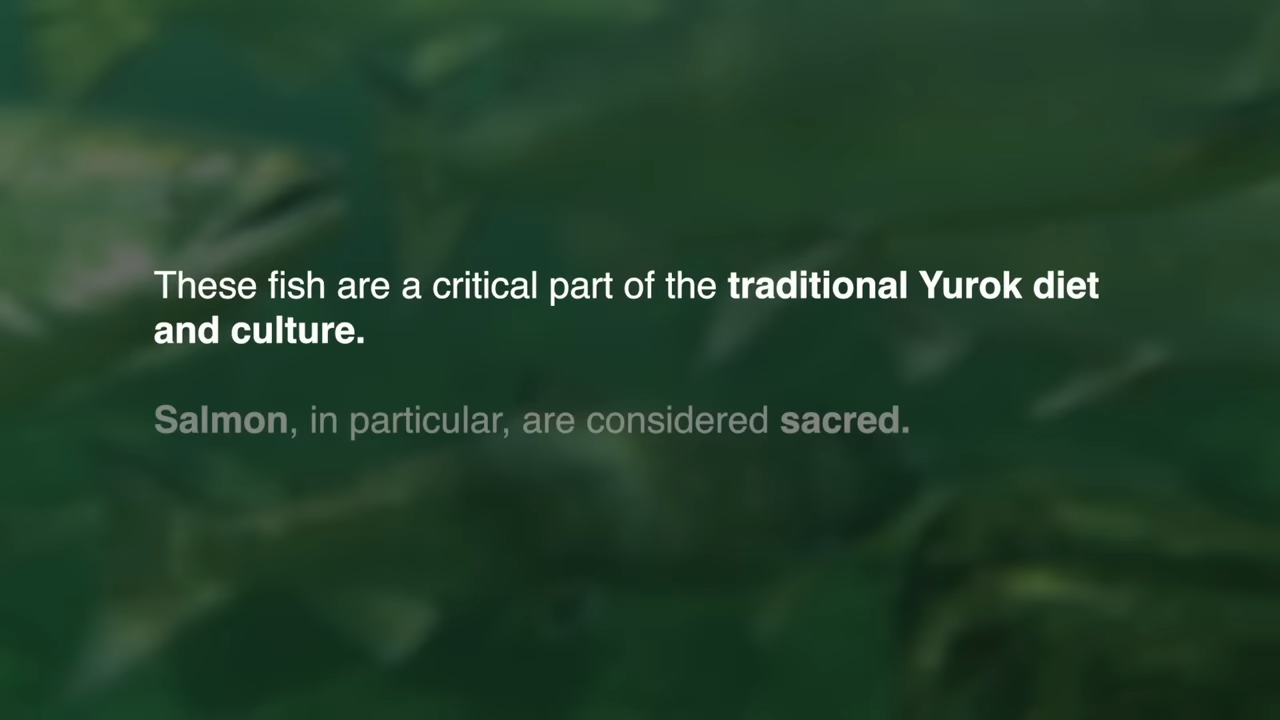 These fish are a critical part of the traditional Yurok diet
and culture.
Salmon, in particular, are considered sacred.